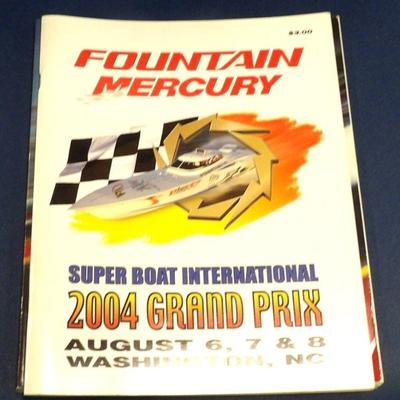 $3.00
FOUNTAIN
MERCURY
SUPER BOAT INTERNATIONAL
2004 GRAND PRIX
AUGUST 6, 7 & 8
WASHINGTON, NC